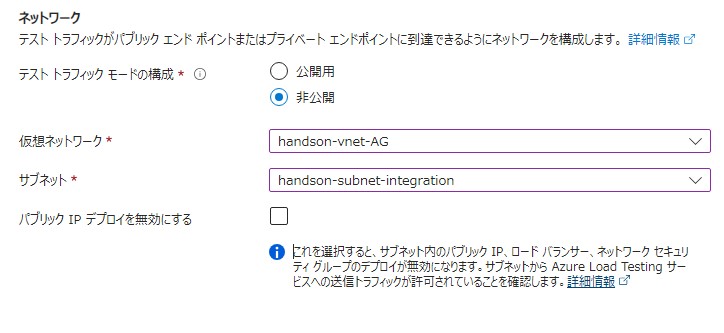 ネットワーク
テスト トラフィックがパブリック エンド ポイントまたはプライベート エンドポイントに到達できるようにネットワークを構成します。 詳細情報
テスト トラフィック モードの構成 *
公開用
非公開
仮想ネットワーク *
handson-vnet-AG
サブネット *
handson-subnet-integration
パブリック IP デプロイを無効にする
これを選択すると、サブネット内のパブリック IP、ロード バランサー、ネットワーク セキュリ
ティ グループのデプロイが無効になります。サブネットから Azure Load Testing サー
ビスへの送信トラフィックが許可されていることを確認します。 詳細情報